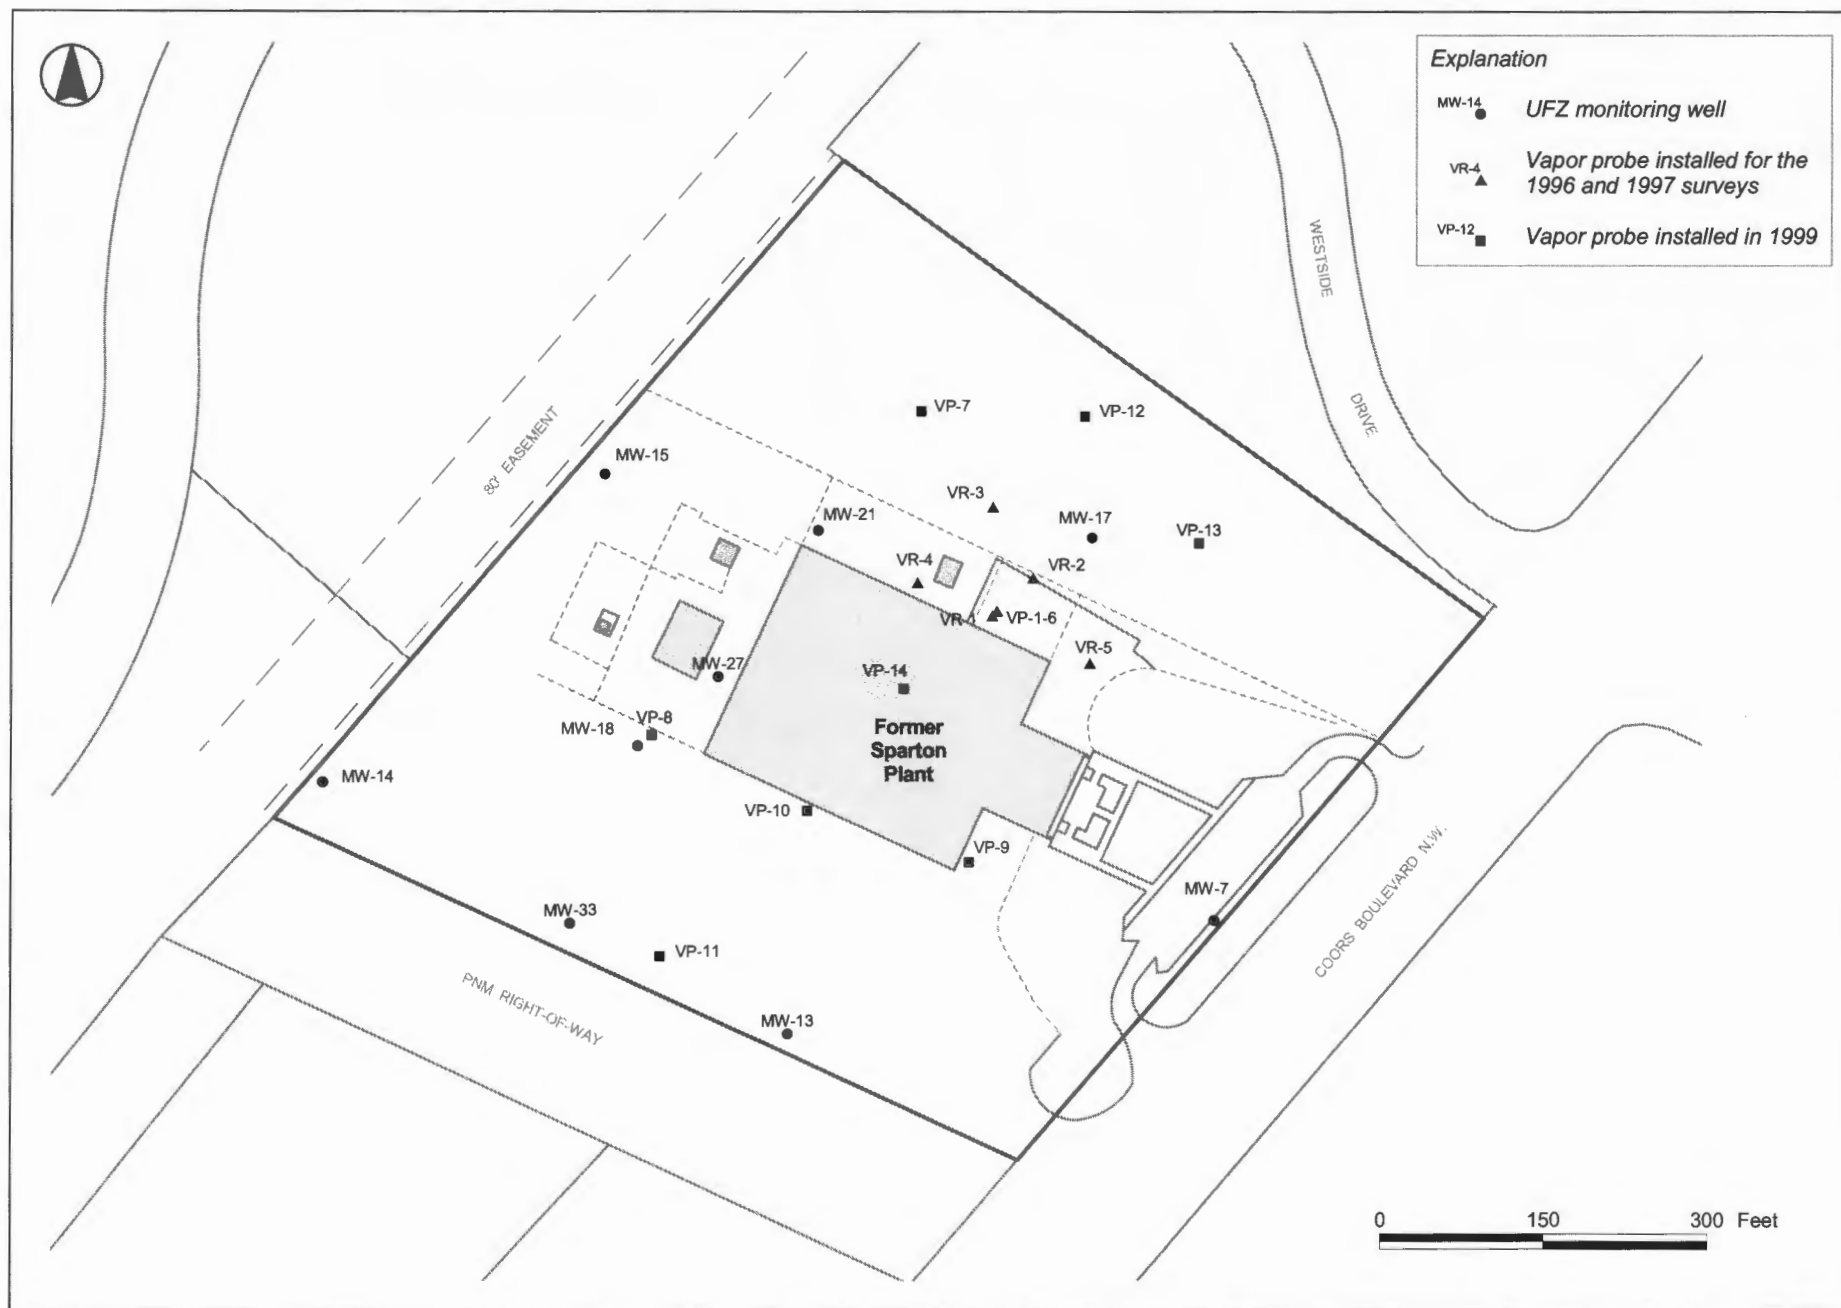 Explanation
MW-14
UFZ monitoring well
VR-4
Vapor probe installed for the
1996 and 1997 surveys
VP-12
Vapor probe installed in 1999
WESTSIDE
DRIVE
80' EASEMENT
VP-7
VP-12
MW-15
VR-3
MW-21
MW-17
VP-13
VR-4
VR-2
VR-1
VP-1-6
VR-5
MW-27
VP-14
MW-18
VP-8
Former
Sparton
Plant
MW-14
VP-10
VP-9
MW-7
COORS BOULEVARD N.W.
MW-33
VP-11
PNM RIGHT-OF-WAY
MW-13
0 150 300 Feet